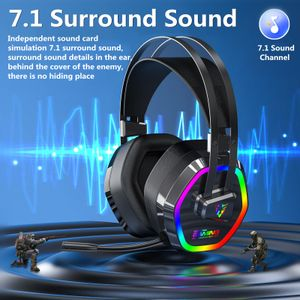 7.1 Surround Sound
Independent sound card
simulation 7.1 surround sound,
surround sound details in the ear,
behind the cover of the enemy,
there is no hiding place
7.1 Sound
Channel